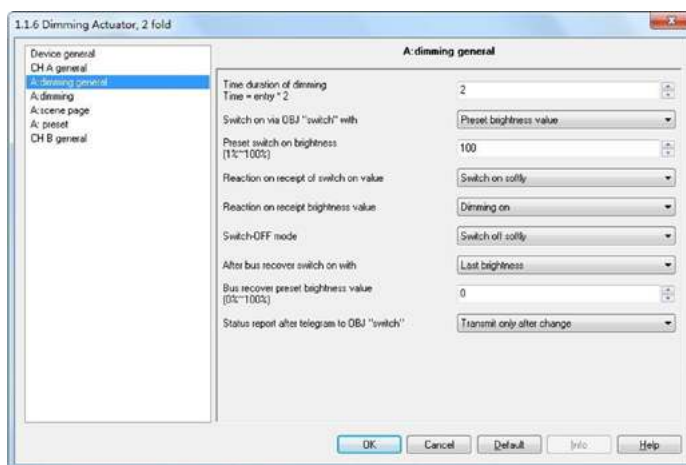 1.1.6 Dimming Actuator, 2 fold
Device general
CH A general
A:dimming general
A:dimming
A:scene page
A: preset
CH B general
A:dimming general
Time duration of dimming
Time = entry * 2
2
Switch on via OBJ "switch" with
Preset brightness value
Preset switch on brightness
(1%~100%)
100
Reaction on receipt of switch on value
Switch on softly
Reaction on receipt brightness value
Dimming on
Switch-OFF mode
Switch off softly
After bus recover switch on with
Last brightness
Bus recover preset brightness value
(0%~100%)
0
Status report after telegram to OBJ "switch"
Transmit only after change
OK
Cancel
Default
Info
Help